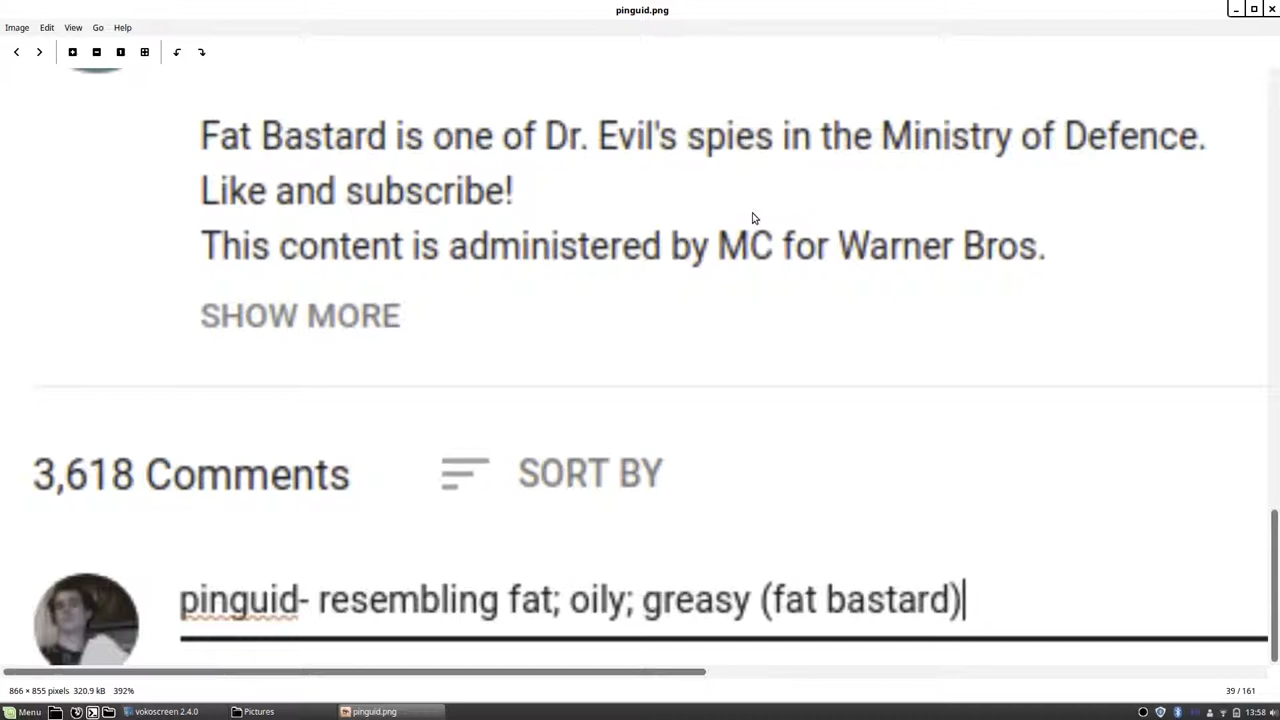 pinguid.png
Image Edit View Go Help
Fat Bastard is one of Dr. Evil's spies in the Ministry of Defence.
Like and subscribe!
This content is administered by MC for Warner Bros.
SHOW MORE
3,618 Comments SORT BY
pinguid- resembling fat; oily; greasy (fat bastard)
866 × 855 pixels 320.9 kB 392% 39 / 161
Menu vokoscreen 2.4.0 Pictures pinguid.png 13:58